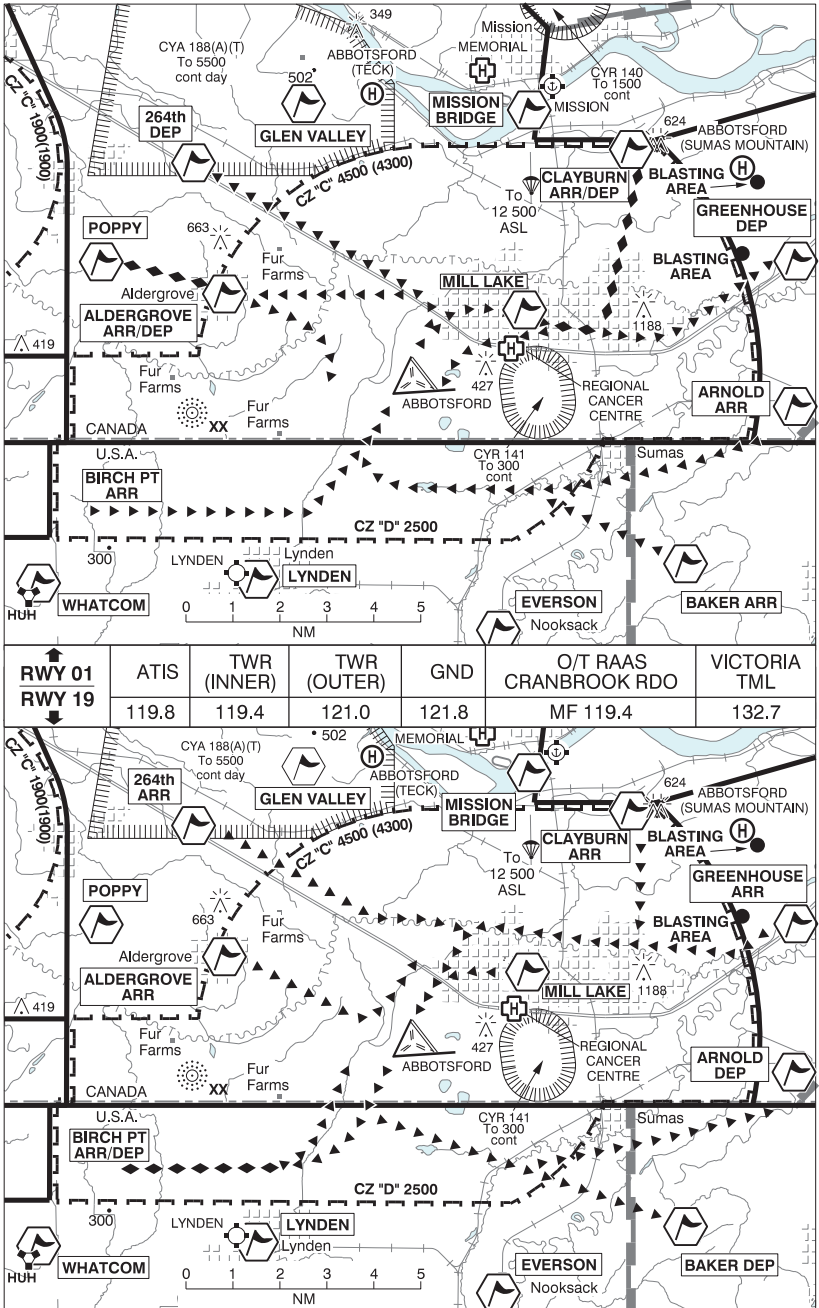 349
Mission
MEMORIAL
CYA 188(A)(T)
To 5500
cont day
ABBOTSFORD
(TECK)
502
CYR 140
To 1500
cont
CZ "C" 1900(1900)
264th
DEP
GLEN VALLEY
MISSION
BRIDGE
MISSION
624
ABBOTSFORD
(SUMAS MOUNTAIN)
CZ "C" 4500 (4300)
CLAYBURN
ARR/DEP
BLASTING
AREA
To
12 500
ASL
GREENHOUSE
DEP
POPPY
663
Fur
Farms
BLASTING
AREA
MILL LAKE
Aldergrove
ALDERGROVE
ARR/DEP
1188
419
Fur
Farms
427
ABBOTSFORD
REGIONAL
CANCER
CENTRE
ARNOLD
ARR
Fur
Farms
XX
CANADA
U.S.A.
CYR 141
To 300
cont
Sumas
BIRCH PT
ARR
CZ "D" 2500
300
LYNDEN
Lynden
LYNDEN
HUH
WHATCOM
0 1 2 3 4 5
NM
EVERSON
Nooksack
BAKER ARR
RWY 01
RWY 19
ATIS
TWR
(INNER)
TWR
(OUTER)
GND
O/T RAAS
CRANBROOK RDO
VICTORIA
TML
119.8
119.4
121.0
121.8
MF 119.4
132.7
CZ "C" 1900(1900)
CYA 188(A)(T)
To 5500
cont day
502
MEMORIAL
ABBOTSFORD
(TECK)
264th
ARR
GLEN VALLEY
MISSION
BRIDGE
624
ABBOTSFORD
(SUMAS MOUNTAIN)
CZ "C" 4500 (4300)
CLAYBURN
ARR
BLASTING
AREA
To
12 500
ASL
GREENHOUSE
ARR
POPPY
663
Fur
Farms
BLASTING
AREA
Aldergrove
ALDERGROVE
ARR
MILL LAKE
1188
419
Fur
Farms
427
ABBOTSFORD
REGIONAL
CANCER
CENTRE
ARNOLD
DEP
Fur
Farms
XX
CANADA
U.S.A.
CYR 141
To 300
cont
Sumas
BIRCH PT
ARR/DEP
CZ "D" 2500
300
LYNDEN
LYNDEN
Lynden
HUH
WHATCOM
0 1 2 3 4 5
NM
EVERSON
Nooksack
BAKER DEP